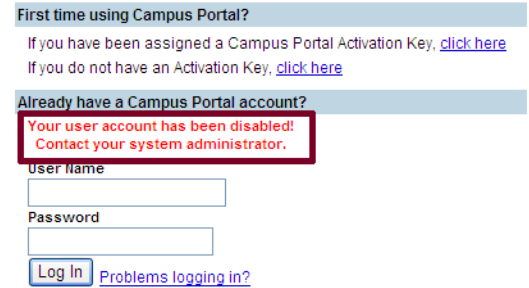 First time using Campus Portal?
If you have been assigned a Campus Portal Activation Key, click here
If you do not have an Activation Key, click here
Already have a Campus Portal account?
Your user account has been disabled!
Contact your system administrator.
User Name
Password
Log In Problems logging in?